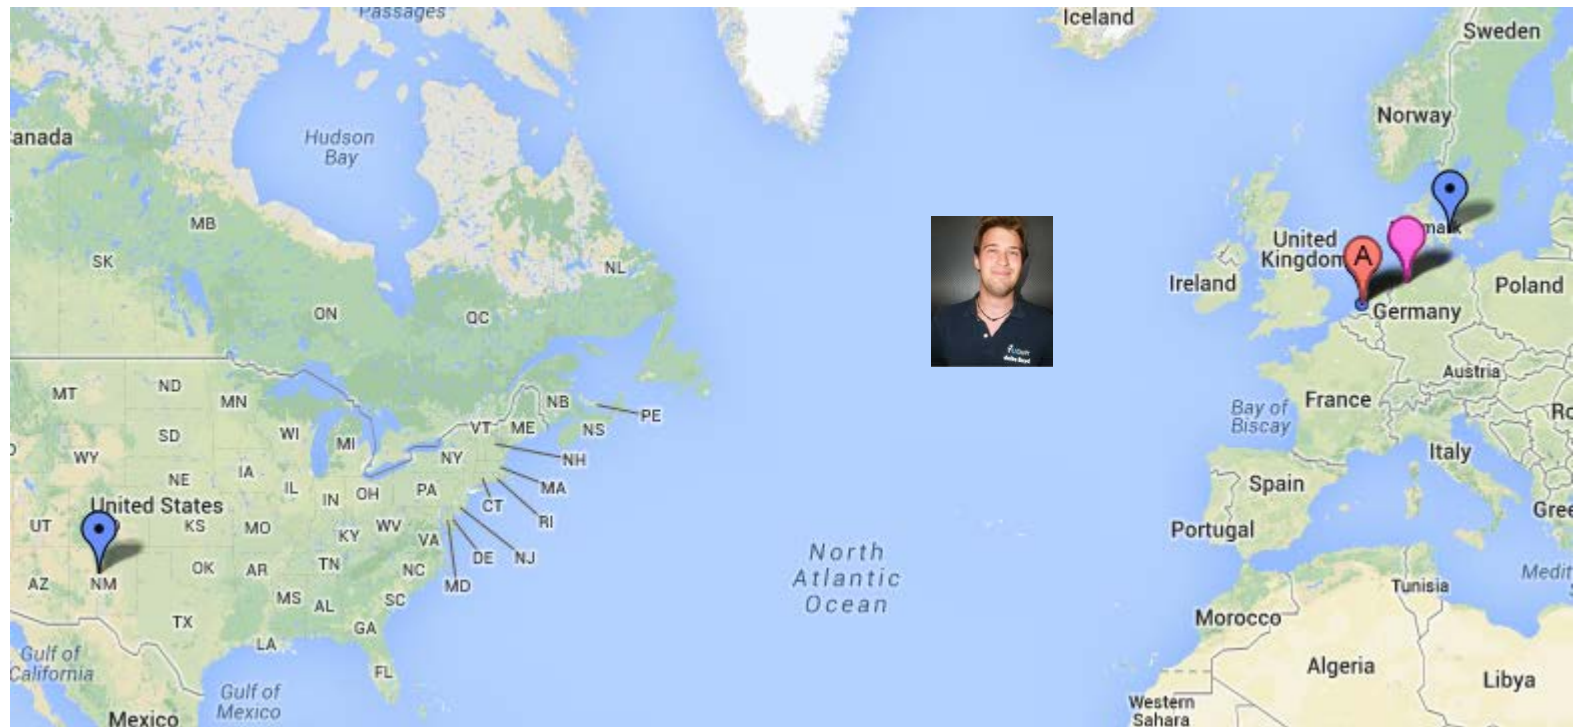 Passages
Iceland
Sweden
Norway
anada
Hudson
Bay
MB
SK
NL
mark
United
Kingdom
A
Ireland
Poland
Germany
ON
QC
Austria
MT
ND
MN
NB
PE
Bay of
Biscay
France
Ro
VT
ME
NS
SD
WI
MI
Italy
WY
NY
NH
NE
IA
IL
IN
OH
PA
MA
Spain
United States
CT
Gree
UT
KS
MO
KY
WV
VA
RI
Portugal
DE
NJ
North
Atlantic
Ocean
AZ
NM
OK
AR
TN
NC
MD
Tunisia
Medit
MS
AL
SC
TX
GA
Morocco
LA
Gulf of
California
FL
Algeria
Libya
Gulf of
Mexico
Mexico
Western
Sahara